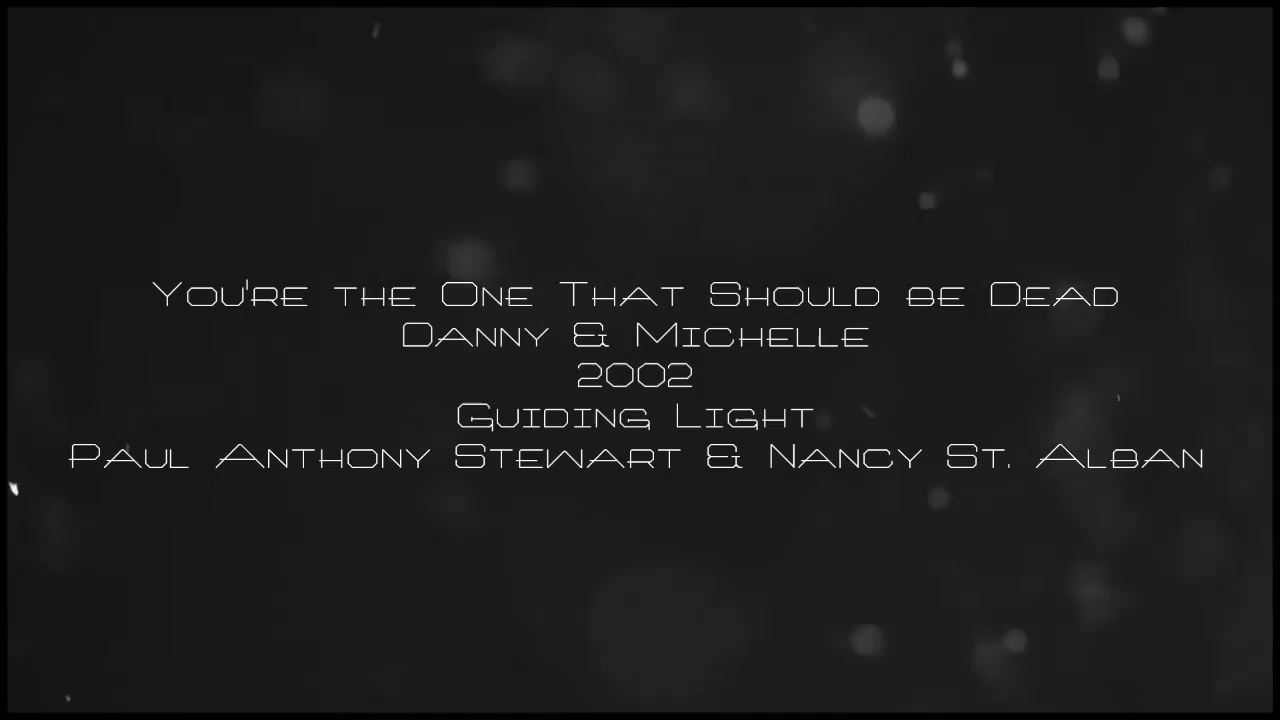 You're the One That Should be Dead
Danny & Michelle
2002
Guiding Light
Paul Anthony Stewart & Nancy St. Alban